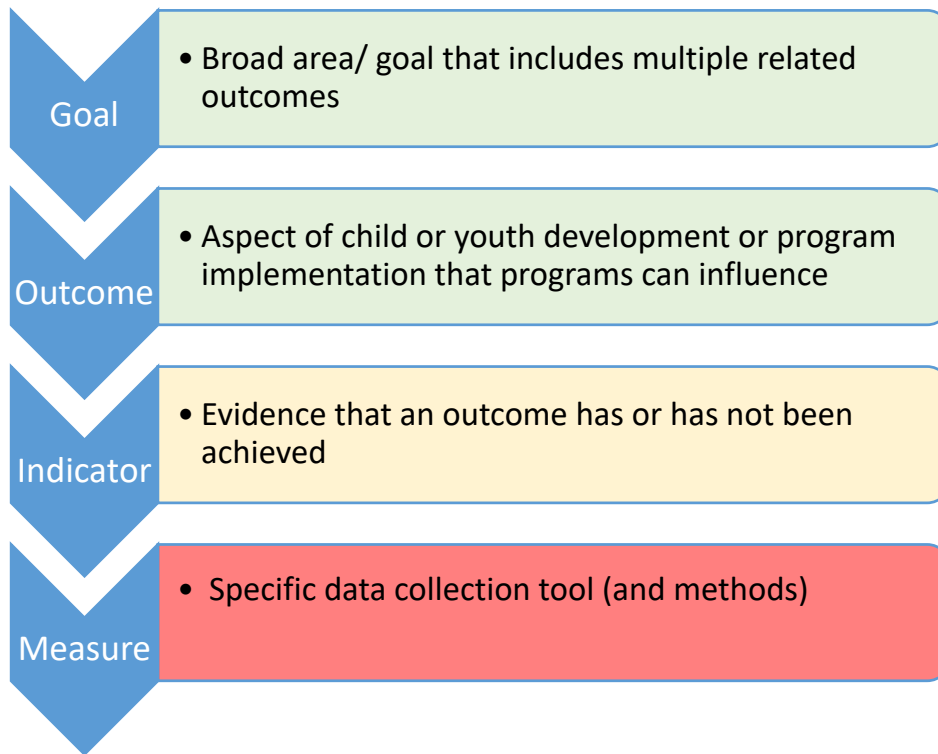 Goal
• Broad area/ goal that includes multiple related
outcomes
Outcome
• Aspect of child or youth development or program
implementation that programs can influence
Indicator
• Evidence that an outcome has or has not been
achieved
Measure
• Specific data collection tool (and methods)